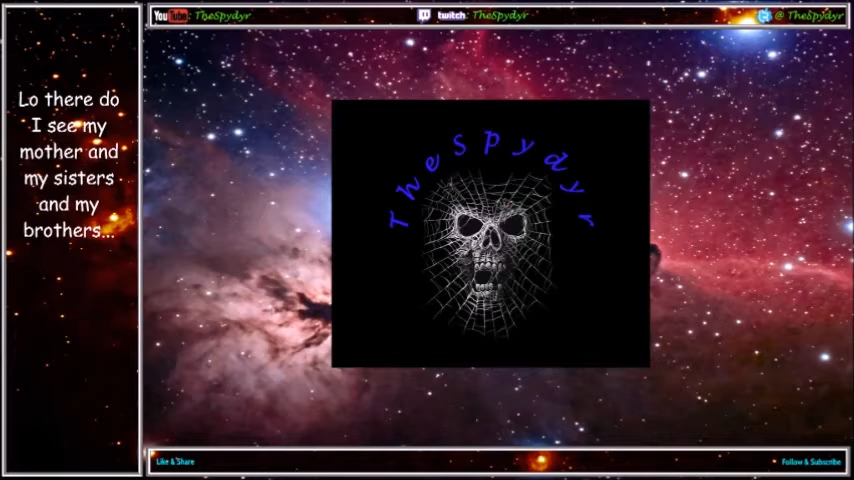 YouTube: TheSpydyr
twitch: TheSpydyr
@ TheSpydyr
Lo there do
I see my
mother and
my sisters
and my
brothers...
TheSpydyr
Like & Share
Follow & Subscribe